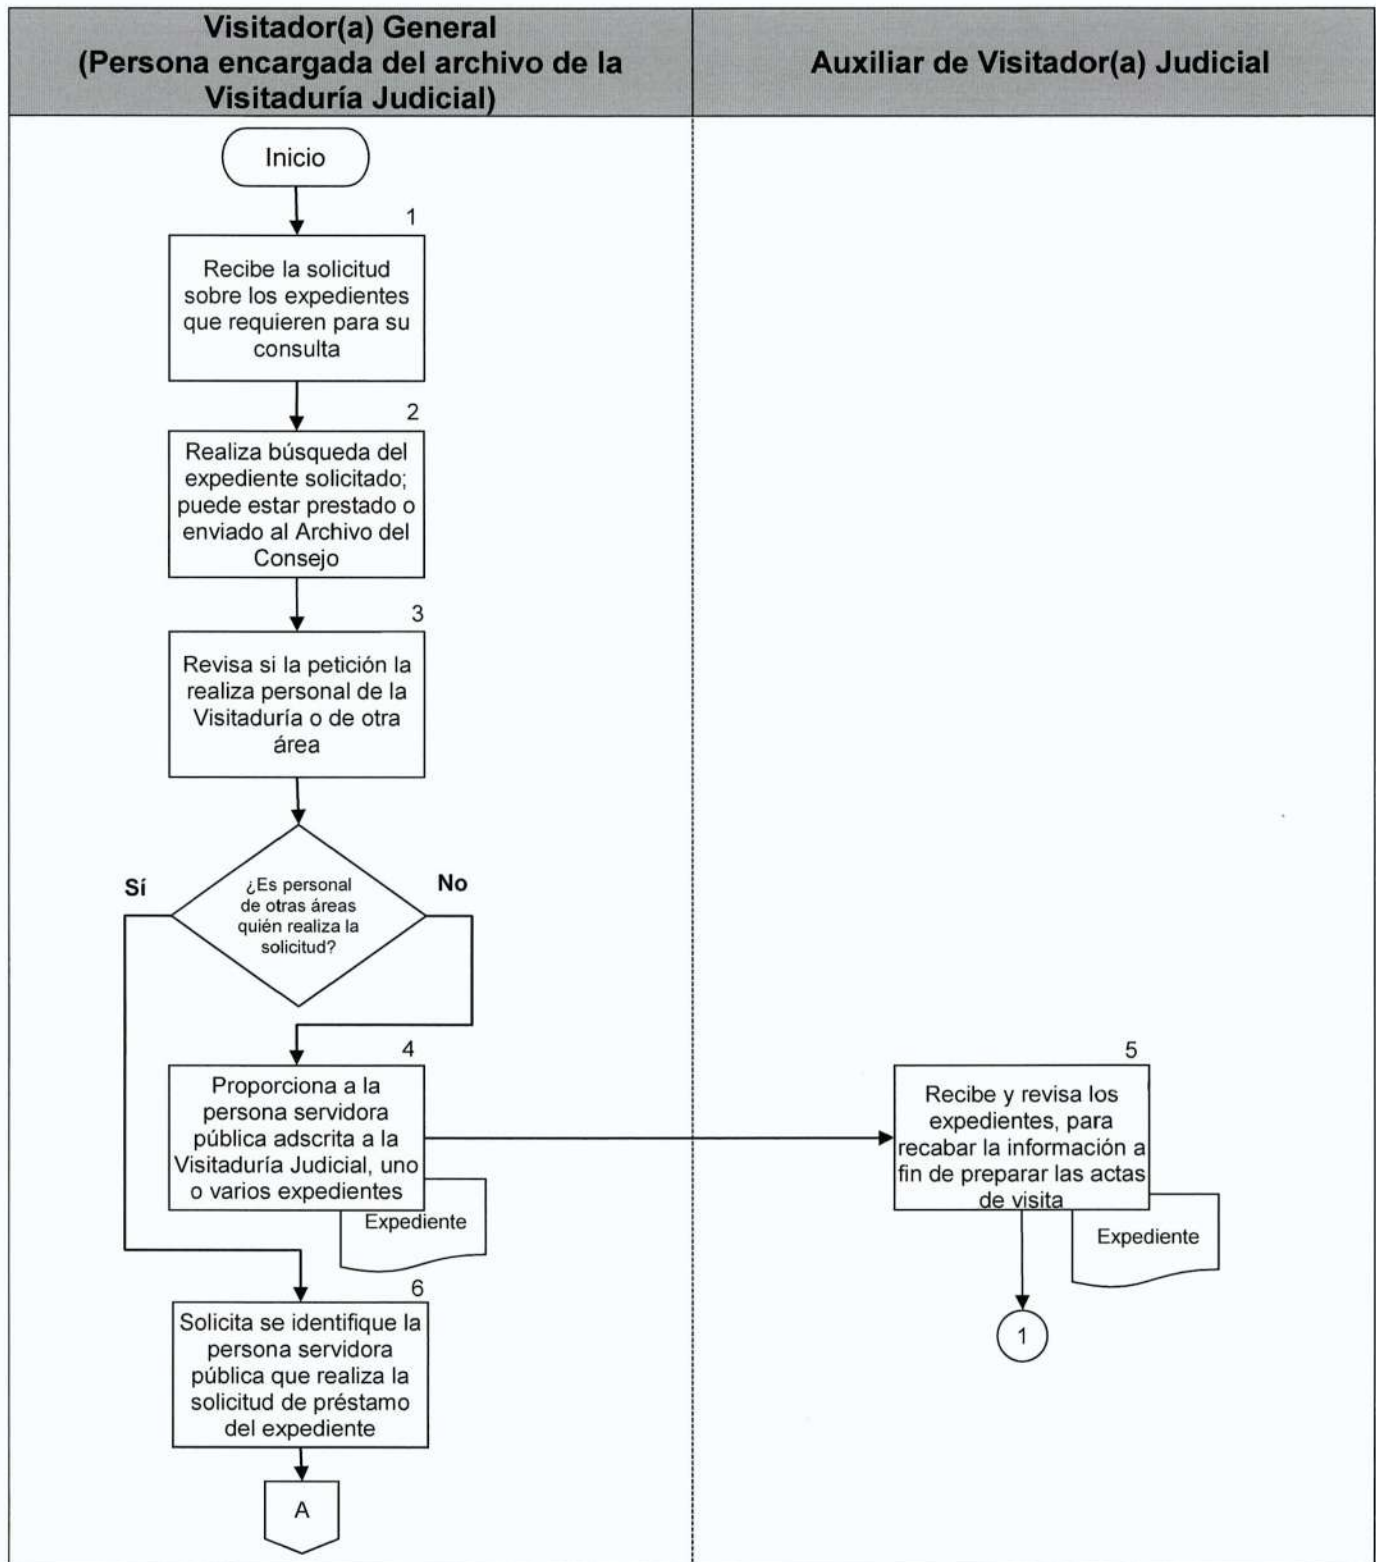 Visitador(a) General
(Persona encargada del archivo de la
Visitaduría Judicial)
Auxiliar de Visitador(a) Judicial
Inicio
1
Recibe la solicitud
sobre los expedientes
que requieren para su
consulta
2
Realiza búsqueda del
expediente solicitado;
puede estar prestado o
enviado al Archivo del
Consejo
3
Revisa si la petición la
realiza personal de la
Visitaduría o de otra
área
Sí
¿Es personal
de otras áreas
quién realiza la
solicitud?
No
4
Proporciona a la
persona servidora
pública adscrita a la
Visitaduría Judicial, uno
o varios expedientes
Expediente
5
Recibe y revisa los
expedientes, para
recabar la información a
fin de preparar las actas
de visita
Expediente
1
6
Solicita se identifique la
persona servidora
pública que realiza la
solicitud de préstamo
del expediente
A